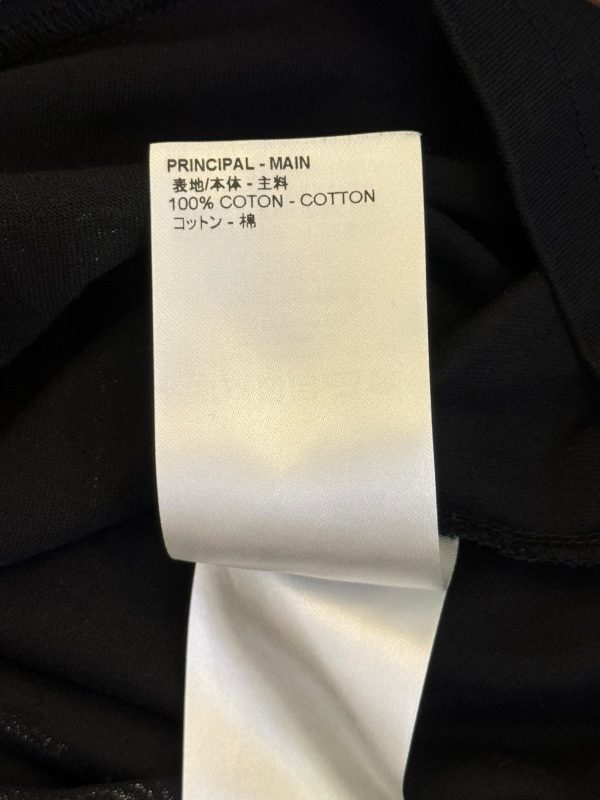 PRINCIPAL - MAIN
表地/本体 - 主料
100% COTON - COTTON
コットン - 棉